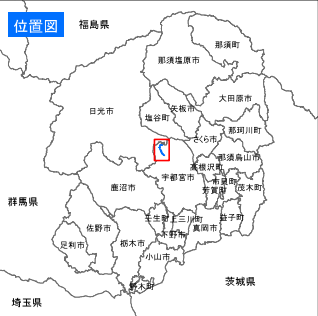 位置図
福島県
那須町
那須塩原市
大田原市
日光市
矢板市
塩谷町
那珂川町
さくら市
那須烏山市
高根沢町
宇都宮市
市貝町
芳賀町
茂木町
鹿沼市
群馬県
壬生町
上三川町
益子町
真岡市
佐野市
下野市
栃木市
足利市
小山市
野木町
茨城県
埼玉県